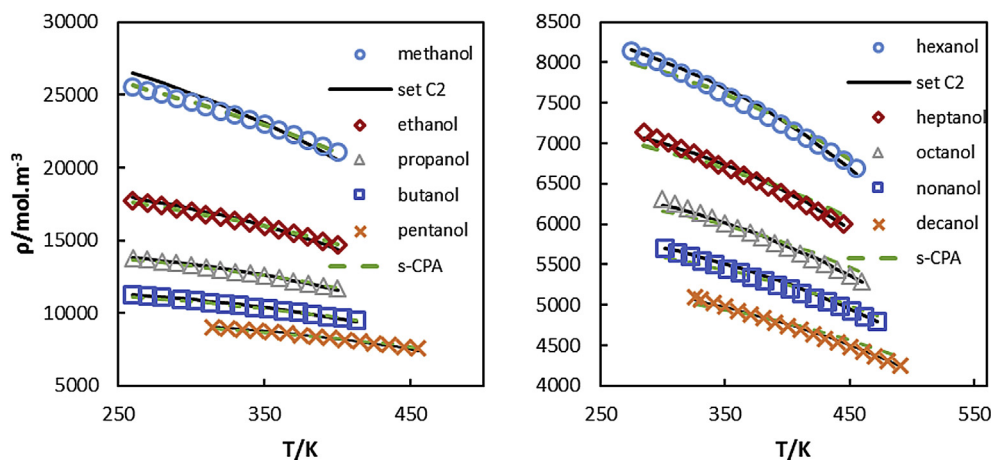 30000
25000
20000
15000
10000
5000
ρ/mol.m⁻³
250
350
450
T/K
methanol
set C2
ethanol
propanol
butanol
pentanol
s-CPA
8500
8000
7500
7000
6500
6000
5500
5000
4500
4000
275
350
450
550
T/K
hexanol
set C2
heptanol
octanol
nonanol
decanol
s-CPA